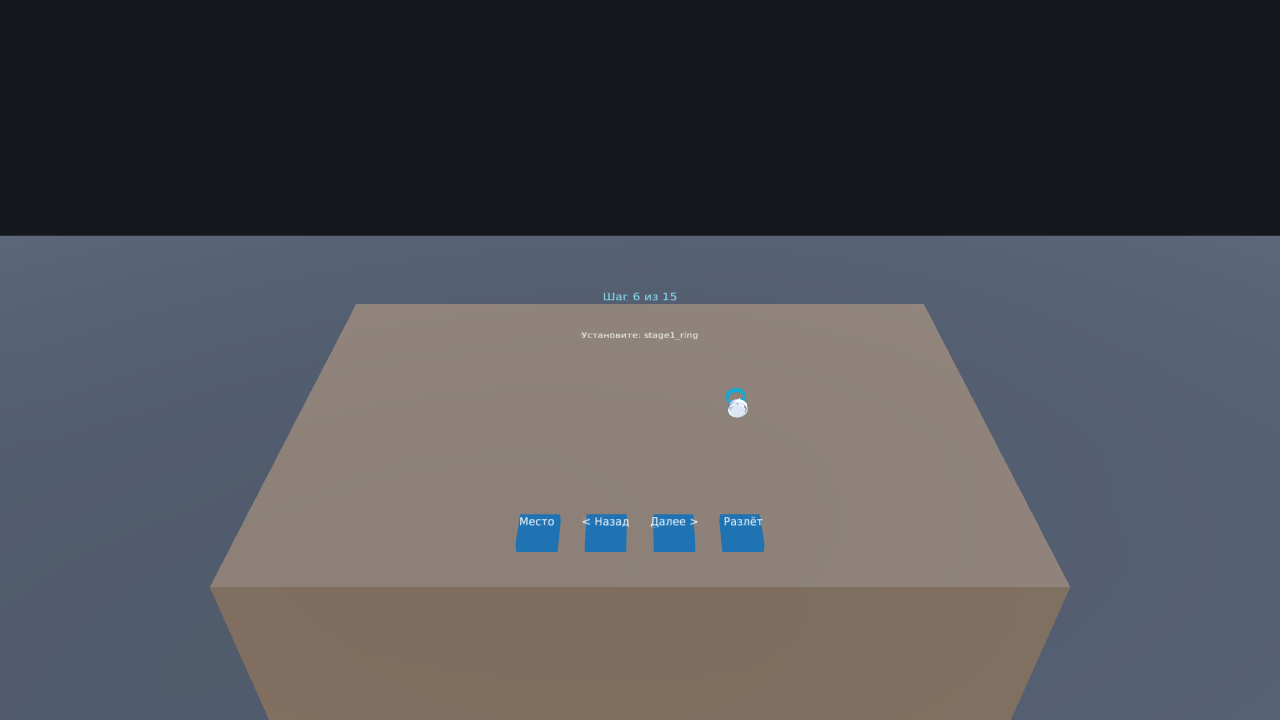 Шаг 6 из 15
Установите: stage1_ring
Место
< Назад
Далее >
Разлёт